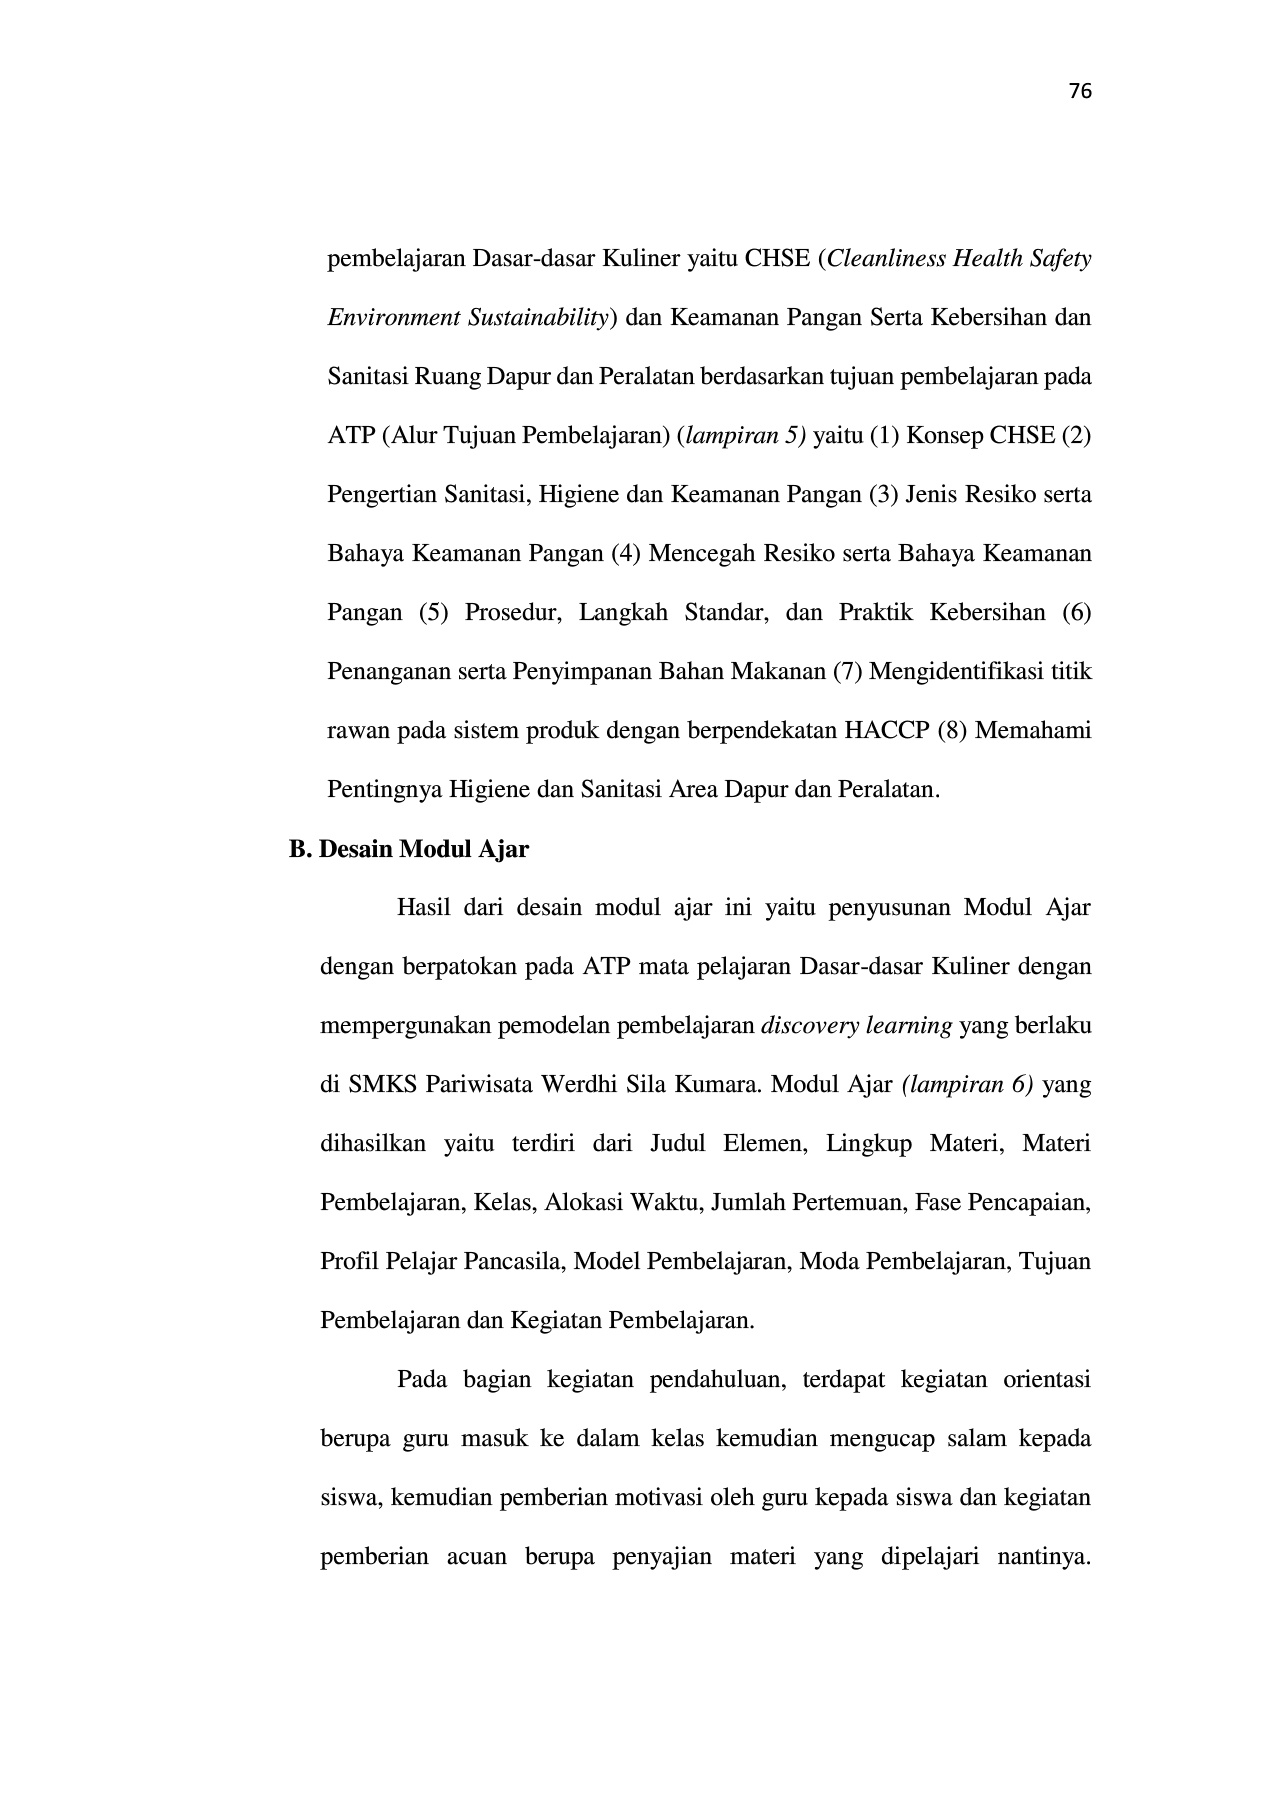 76
pembelajaran Dasar-dasar Kuliner yaitu CHSE (Cleanliness Health Safety
Environment Sustainability) dan Keamanan Pangan Serta Kebersihan dan
Sanitasi Ruang Dapur dan Peralatan berdasarkan tujuan pembelajaran pada
ATP (Alur Tujuan Pembelajaran) (lampiran 5) yaitu (1) Konsep CHSE (2)
Pengertian Sanitasi, Higiene dan Keamanan Pangan (3) Jenis Resiko serta
Bahaya Keamanan Pangan (4) Mencegah Resiko serta Bahaya Keamanan
Pangan (5) Prosedur, Langkah Standar, dan Praktik Kebersihan (6)
Penanganan serta Penyimpanan Bahan Makanan (7) Mengidentifikasi titik
rawan pada sistem produk dengan berpendekatan HACCP (8) Memahami
Pentingnya Higiene dan Sanitasi Area Dapur dan Peralatan.
B. Desain Modul Ajar
Hasil dari desain modul ajar ini yaitu penyusunan Modul Ajar
dengan berpatokan pada ATP mata pelajaran Dasar-dasar Kuliner dengan
mempergunakan pemodelan pembelajaran discovery learning yang berlaku
di SMKS Pariwisata Werdhi Sila Kumara. Modul Ajar (lampiran 6) yang
dihasilkan yaitu terdiri dari Judul Elemen, Lingkup Materi, Materi
Pembelajaran, Kelas, Alokasi Waktu, Jumlah Pertemuan, Fase Pencapaian,
Profil Pelajar Pancasila, Model Pembelajaran, Moda Pembelajaran, Tujuan
Pembelajaran dan Kegiatan Pembelajaran.
Pada bagian kegiatan pendahuluan, terdapat kegiatan orientasi
berupa guru masuk ke dalam kelas kemudian mengucap salam kepada
siswa, kemudian pemberian motivasi oleh guru kepada siswa dan kegiatan
pemberian acuan berupa penyajian materi yang dipelajari nantinya.